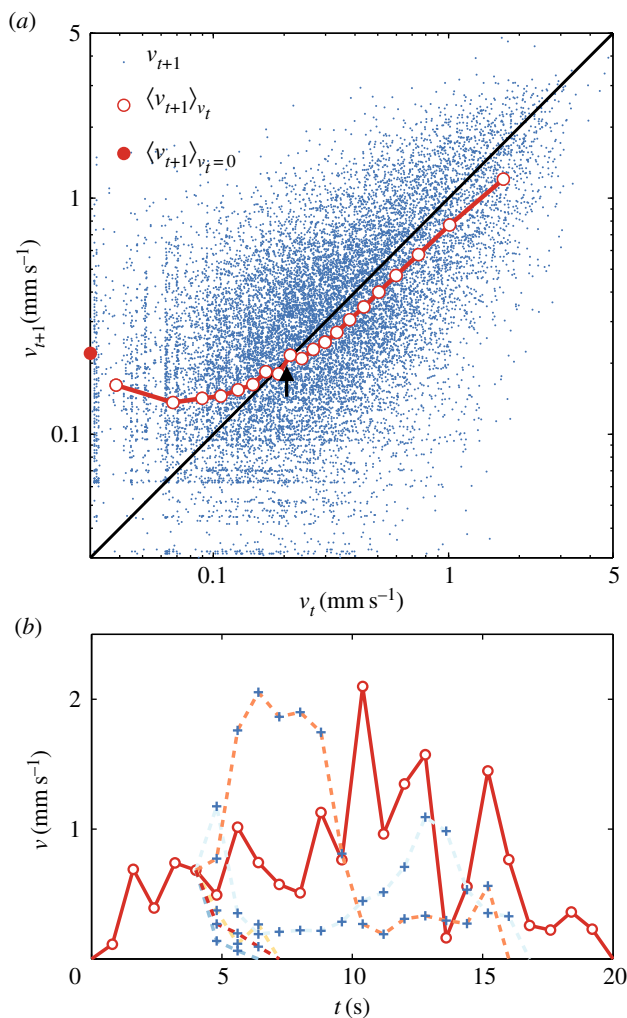 (a)
5
v_{t+1}
⟨v_{t+1}⟩_{v_t}
⟨v_{t+1}⟩_{v_t=0}
1
v_{t+1}(mm s⁻¹)
0.1
0.1 1 5
v_t (mm s⁻¹)
(b)
2
v (mm s⁻¹)
1
0 5 10 15 20
t (s)